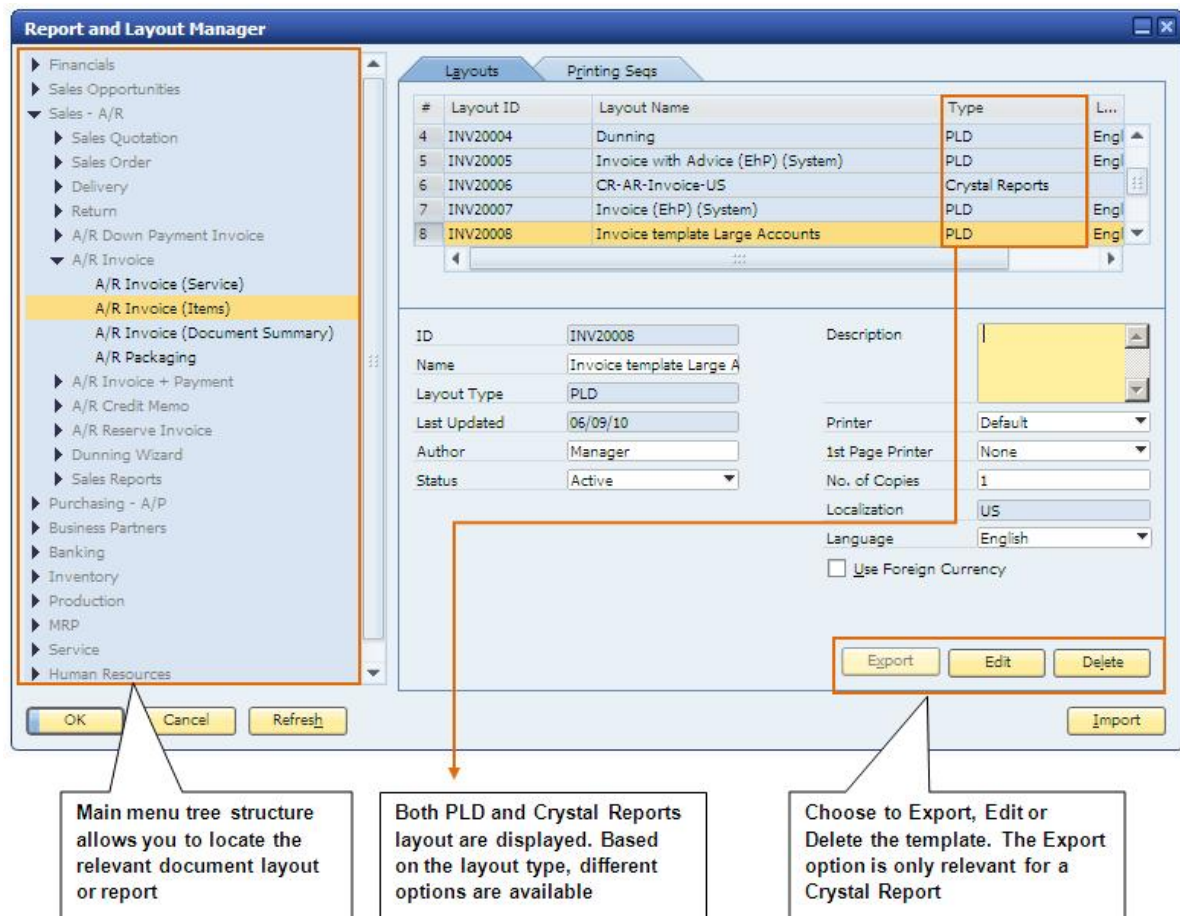 Report and Layout Manager
Financials
Sales Opportunities
Sales - A/R
Sales Quotation
Sales Order
Delivery
Return
A/R Down Payment Invoice
A/R Invoice
A/R Invoice (Service)
A/R Invoice (Items)
A/R Invoice (Document Summary)
A/R Packaging
A/R Invoice + Payment
A/R Credit Memo
A/R Reserve Invoice
Dunning Wizard
Sales Reports
Purchasing - A/P
Business Partners
Banking
Inventory
Production
MRP
Service
Human Resources
Layouts Printing Seqs
# Layout ID Layout Name Type L...
4 INV20004 Dunning PLD Engl
5 INV20005 Invoice with Advice (EhP) (System) PLD Engl
6 INV20006 CR-AR-Invoice-US Crystal Reports
7 INV20007 Invoice (EhP) (System) PLD Engl
8 INV20008 Invoice template Large Accounts PLD Engl
ID INV20008
Name Invoice template Large A
Layout Type PLD
Last Updated 06/09/10
Author Manager
Status Active
Description
Printer Default
1st Page Printer None
No. of Copies 1
Localization US
Language English
Use Foreign Currency
Export Edit Delete
OK Cancel Refresh Import
Main menu tree structure
allows you to locate the
relevant document layout
or report
Both PLD and Crystal Reports
layout are displayed. Based
on the layout type, different
options are available
Choose to Export, Edit or
Delete the template. The Export
option is only relevant for a
Crystal Report